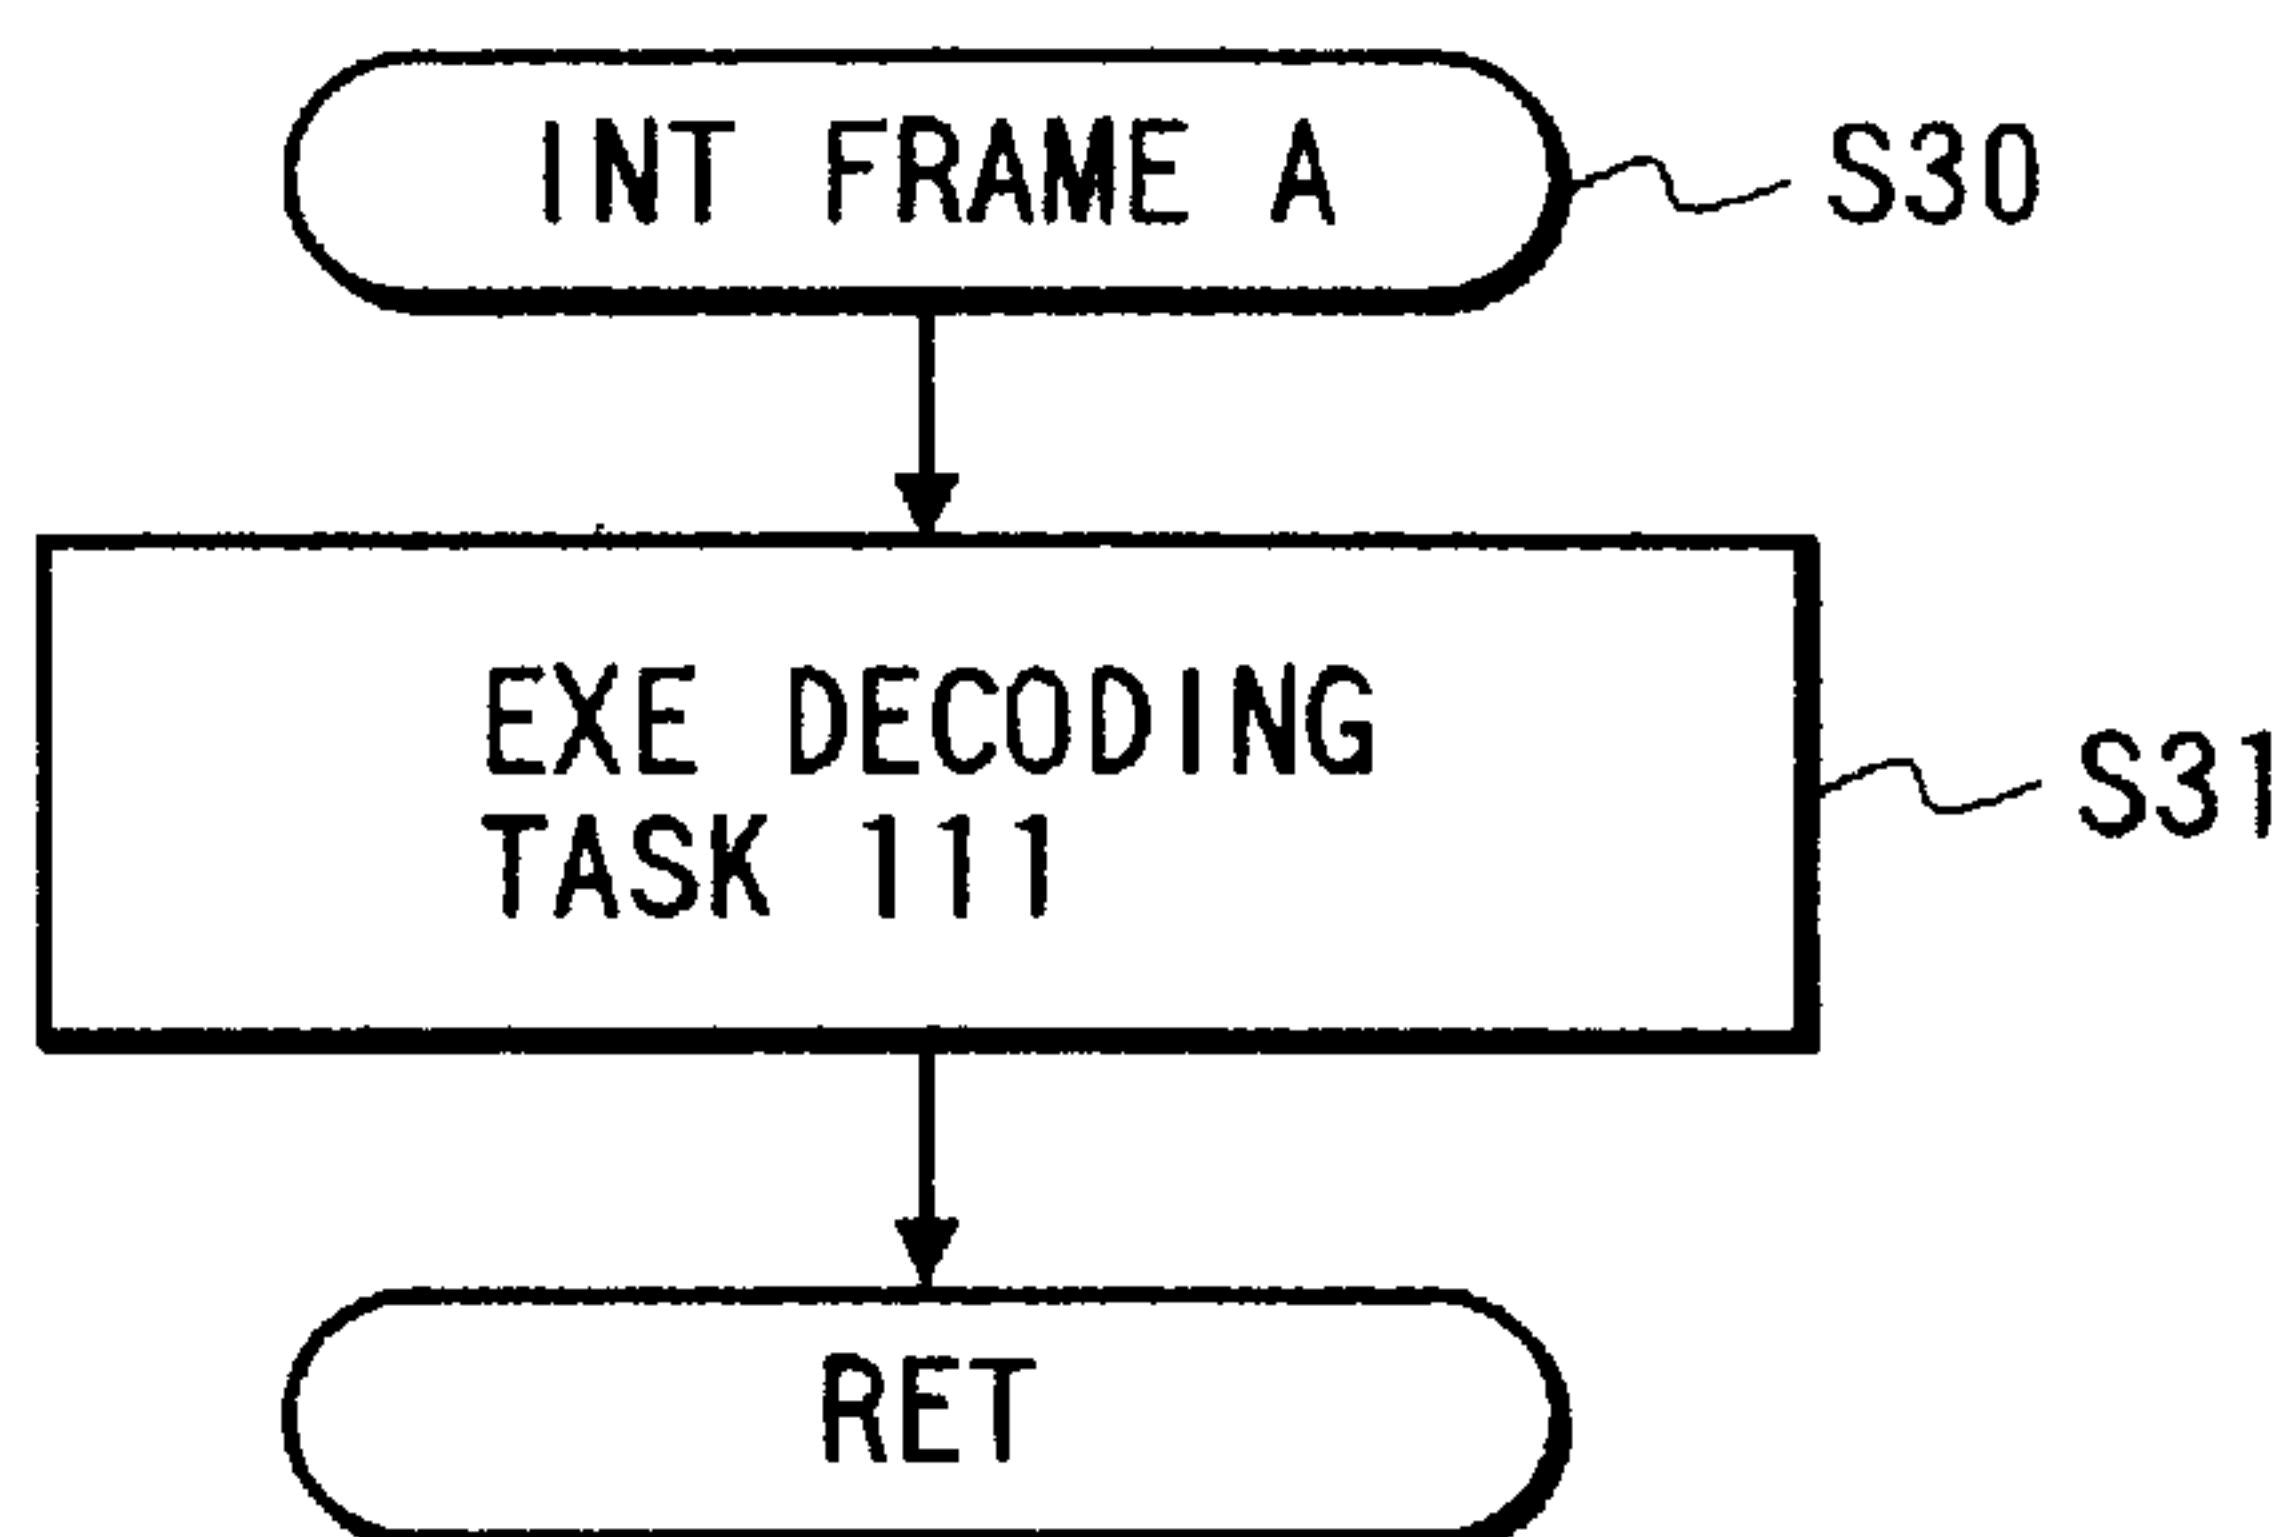 INT FRAME A
S30
EXE DECODING
TASK 111
S31
RET